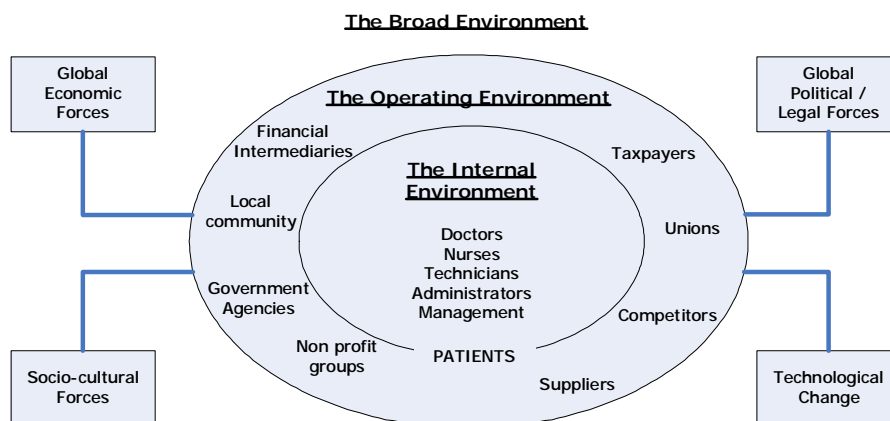 The Broad Environment
Global
Economic
Forces
Global
Political /
Legal Forces
The Operating Environment
Financial
Intermediaries
Taxpayers
The Internal
Environment
Local
community
Unions
Doctors
Nurses
Technicians
Administrators
Management
Government
Agencies
Competitors
Non profit
groups
PATIENTS
Suppliers
Socio-cultural
Forces
Technological
Change